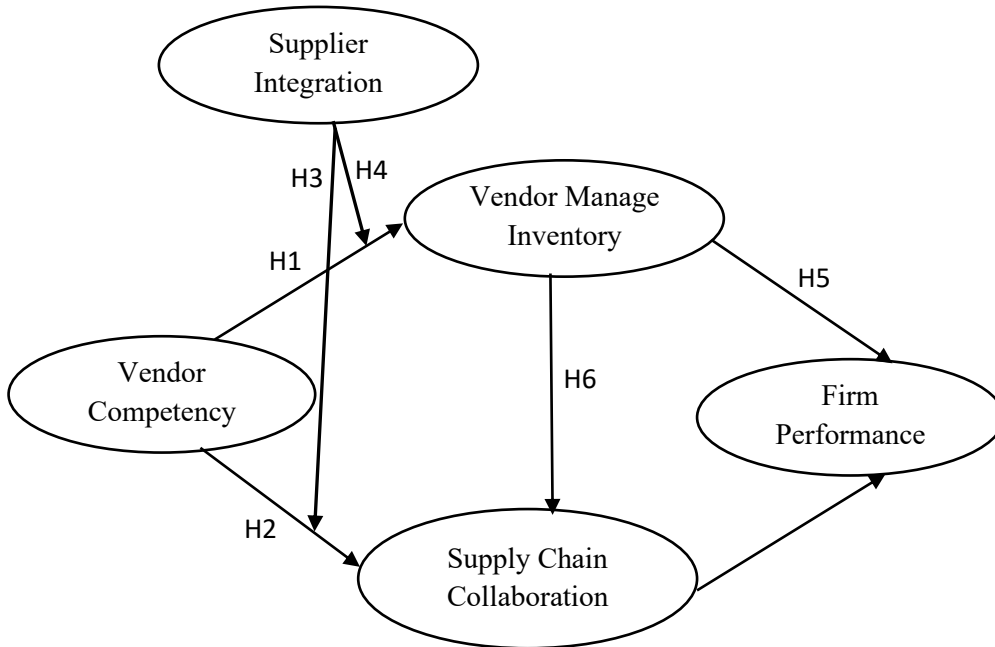 Supplier
Integration
H3
H4
Vendor Manage
Inventory
H1
H5
Vendor
Competency
H6
Firm
Performance
H2
Supply Chain
Collaboration